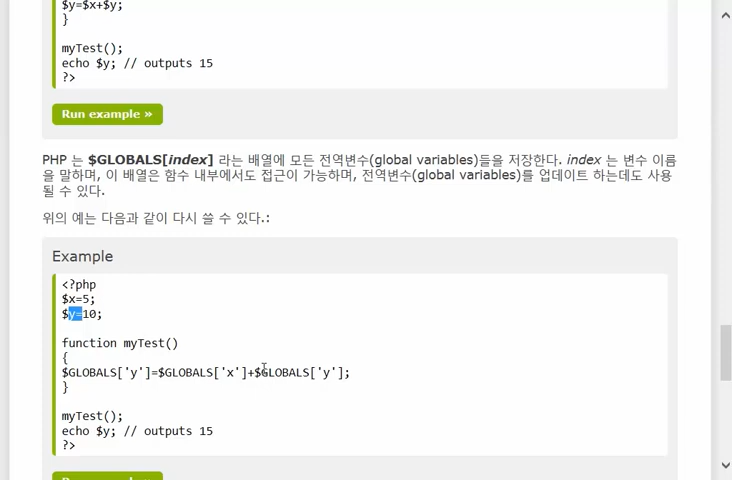 $y=$x+$y;
}
myTest();
echo $y; // outputs 15
?>
Run example »
PHP 는 $GLOBALS[index] 라는 배열에 모든 전역변수(global variables)들을 저장한다. index 는 변수 이름
을 말하며, 이 배열은 함수 내부에서도 접근이 가능하며, 전역변수(global variables)를 업데이트 하는데도 사용
될 수 있다.
위의 예는 다음과 같이 다시 쓸 수 있다.:
Example
<?php
$x=5;
$y=10;
function myTest()
{
$GLOBALS['y']=$GLOBALS['x']+$GLOBALS['y'];
}
myTest();
echo $y; // outputs 15
?>